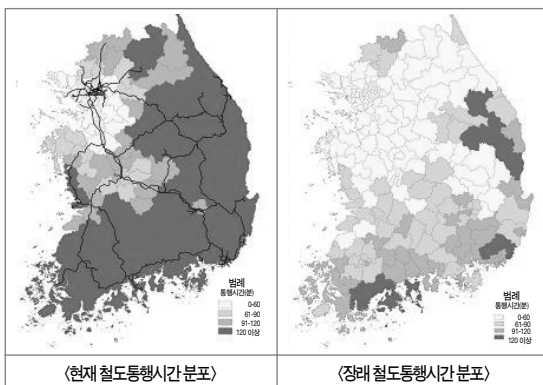 범례
통행시간(분)
0-60
61-90
91-120
120 이상
범례
통행시간(분)
0-60
61-90
91-120
120 이상
〈현재 철도통행시간 분포〉
〈장래 철도통행시간 분포〉